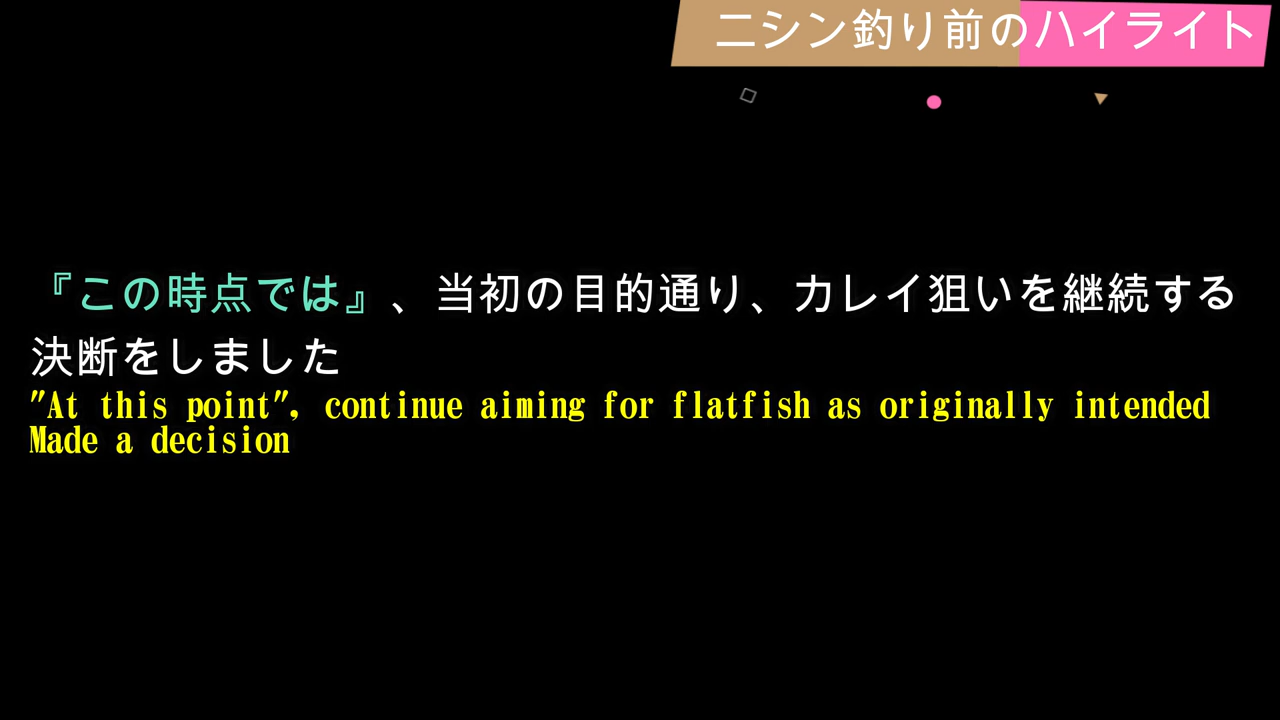 ニシン釣り前のハイライト
『この時点では』、当初の目的通り、カレイ狙いを継続する
決断をしました
"At this point", continue aiming for flatfish as originally intended
Made a decision